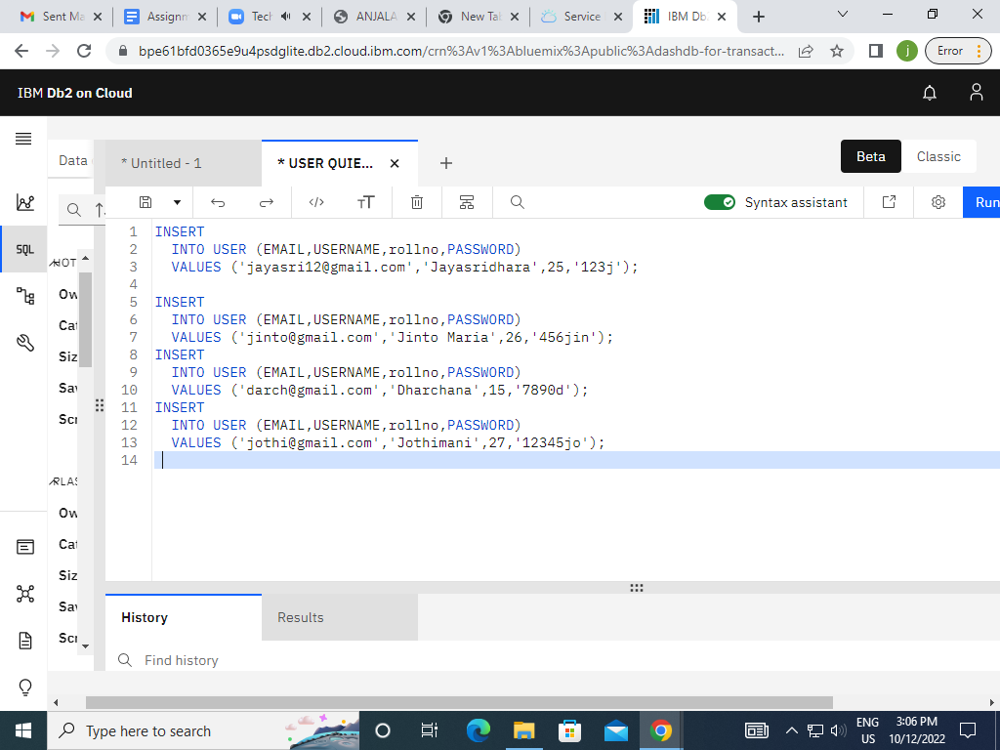 Sent Ma
Assignm
Tech
ANJALA
New Tab
Service
IBM Db
bpe61bfd0365e9u4psdglite.db2.cloud.ibm.com/crn%3Av1%3Abluemix%3Apublic%3Adashdb-for-transact...
j
Error
IBM Db2 on Cloud
Data
* Untitled - 1
* USER QUIE...
Beta
Classic
Syntax assistant
Run
SQL
1 INSERT
2 INTO USER (EMAIL,USERNAME,rollno,PASSWORD)
3 VALUES ('jayasri12@gmail.com','Jayasridhara',25,'123j');
4
5 INSERT
6 INTO USER (EMAIL,USERNAME,rollno,PASSWORD)
7 VALUES ('jinto@gmail.com','Jinto Maria',26,'456jin');
8 INSERT
9 INTO USER (EMAIL,USERNAME,rollno,PASSWORD)
10 VALUES ('darch@gmail.com','Dharchana',15,'7890d');
11 INSERT
12 INTO USER (EMAIL,USERNAME,rollno,PASSWORD)
13 VALUES ('jothi@gmail.com','Jothimani',27,'12345jo');
14
HOT
Ow
Cat
Siz
Sav
Scr
RLAS
Ow
Cat
Siz
Sav
Scr
History
Results
Find history
Type here to search
ENG
US
3:06 PM
10/12/2022